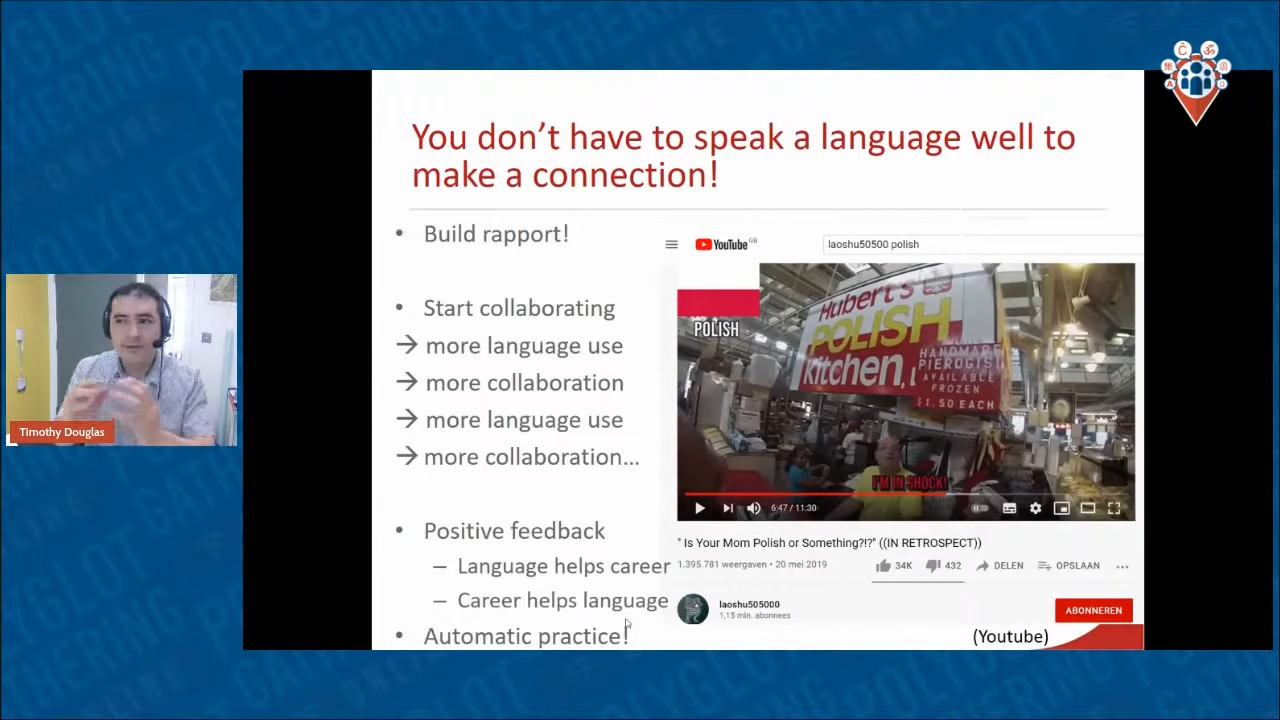 You don't have to speak a language well to
make a connection!
• Build rapport!
• Start collaborating
→ more language use
→ more collaboration
→ more language use
→ more collaboration...
• Positive feedback
– Language helps career
– Career helps language
• Automatic practice!
YouTube GB
laoshu50500 polish
POLISH
Hubert's
POLISH
Kitchen,
HANDMADE
PIEROGIS
AVAILABLE
FROZEN
$1.50 EACH
I'M IN SHOCK!
6:47 / 11:30
" Is Your Mom Polish or Something?!?" ((IN RETROSPECT))
1.395.781 weergaven • 20 mei 2019
34K
432
DELEN
OPSLAAN
laoshu505000
1,15 mln. abonnees
ABONNEREN
(Youtube)
Timothy Douglas
POLYGLOT
GATHERING
ONLINE